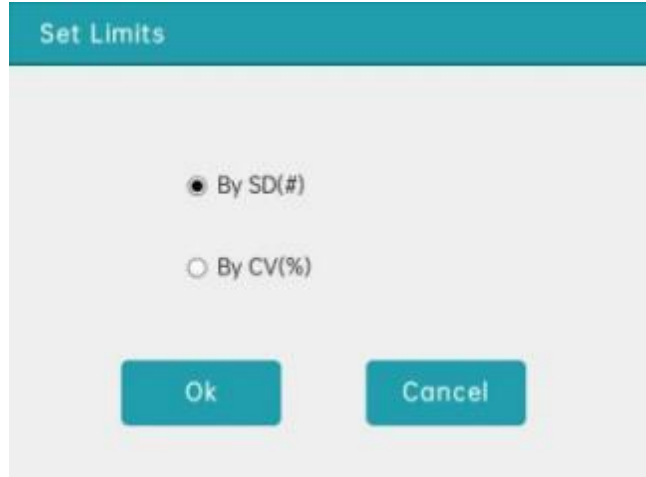 Set Limits
By SD(#)
By CV(%)
Ok
Cancel